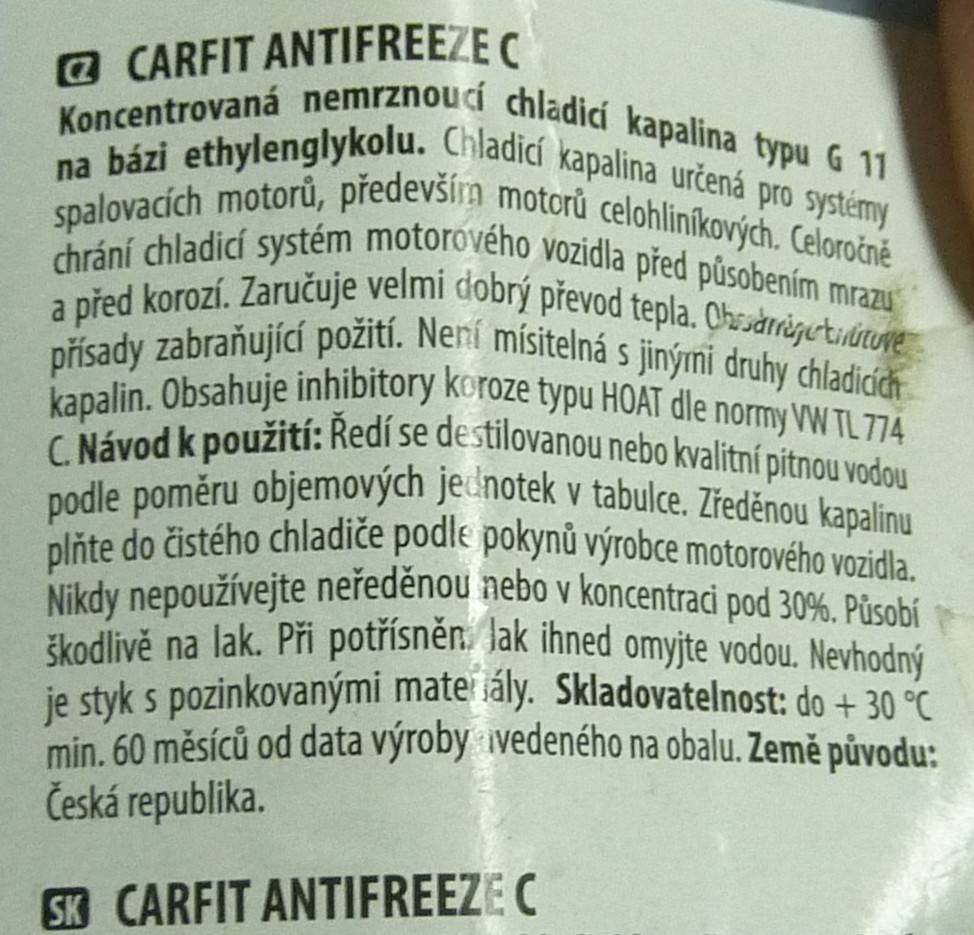 CZ CARFIT ANTIFREEZE C
Koncentrovaná nemrznoucí chladicí kapalina typu G 11
na bázi ethylenglykolu. Chladicí kapalina určená pro systémy
spalovacích motorů, především motorů celohliníkových. Celoročně
chrání chladicí systém motorového vozidla před působením mrazu
a před korozí. Zaručuje velmi dobrý převod tepla.
přísady zabraňující požití. Není mísitelná s jinými druhy chladicích
kapalin. Obsahuje inhibitory koroze typu HOAT dle normy VW TL 774
C. Návod k použití: Ředí se destilovanou nebo kvalitní pitnou vodou
podle poměru objemových jednotek v tabulce. Zředěnou kapalinu
plňte do čistého chladiče podle pokynů výrobce motorového vozidla.
Nikdy nepoužívejte neředěnou nebo v koncentraci pod 30%. Působí
škodlivě na lak. Při potřísnění lak ihned omyjte vodou. Nevhodný
je styk s pozinkovanými materiály. Skladovatelnost: do + 30 °C
min. 60 měsíců od data výroby uvedeného na obalu. Země původu:
Česká republika.
SK CARFIT ANTIFREEZE C